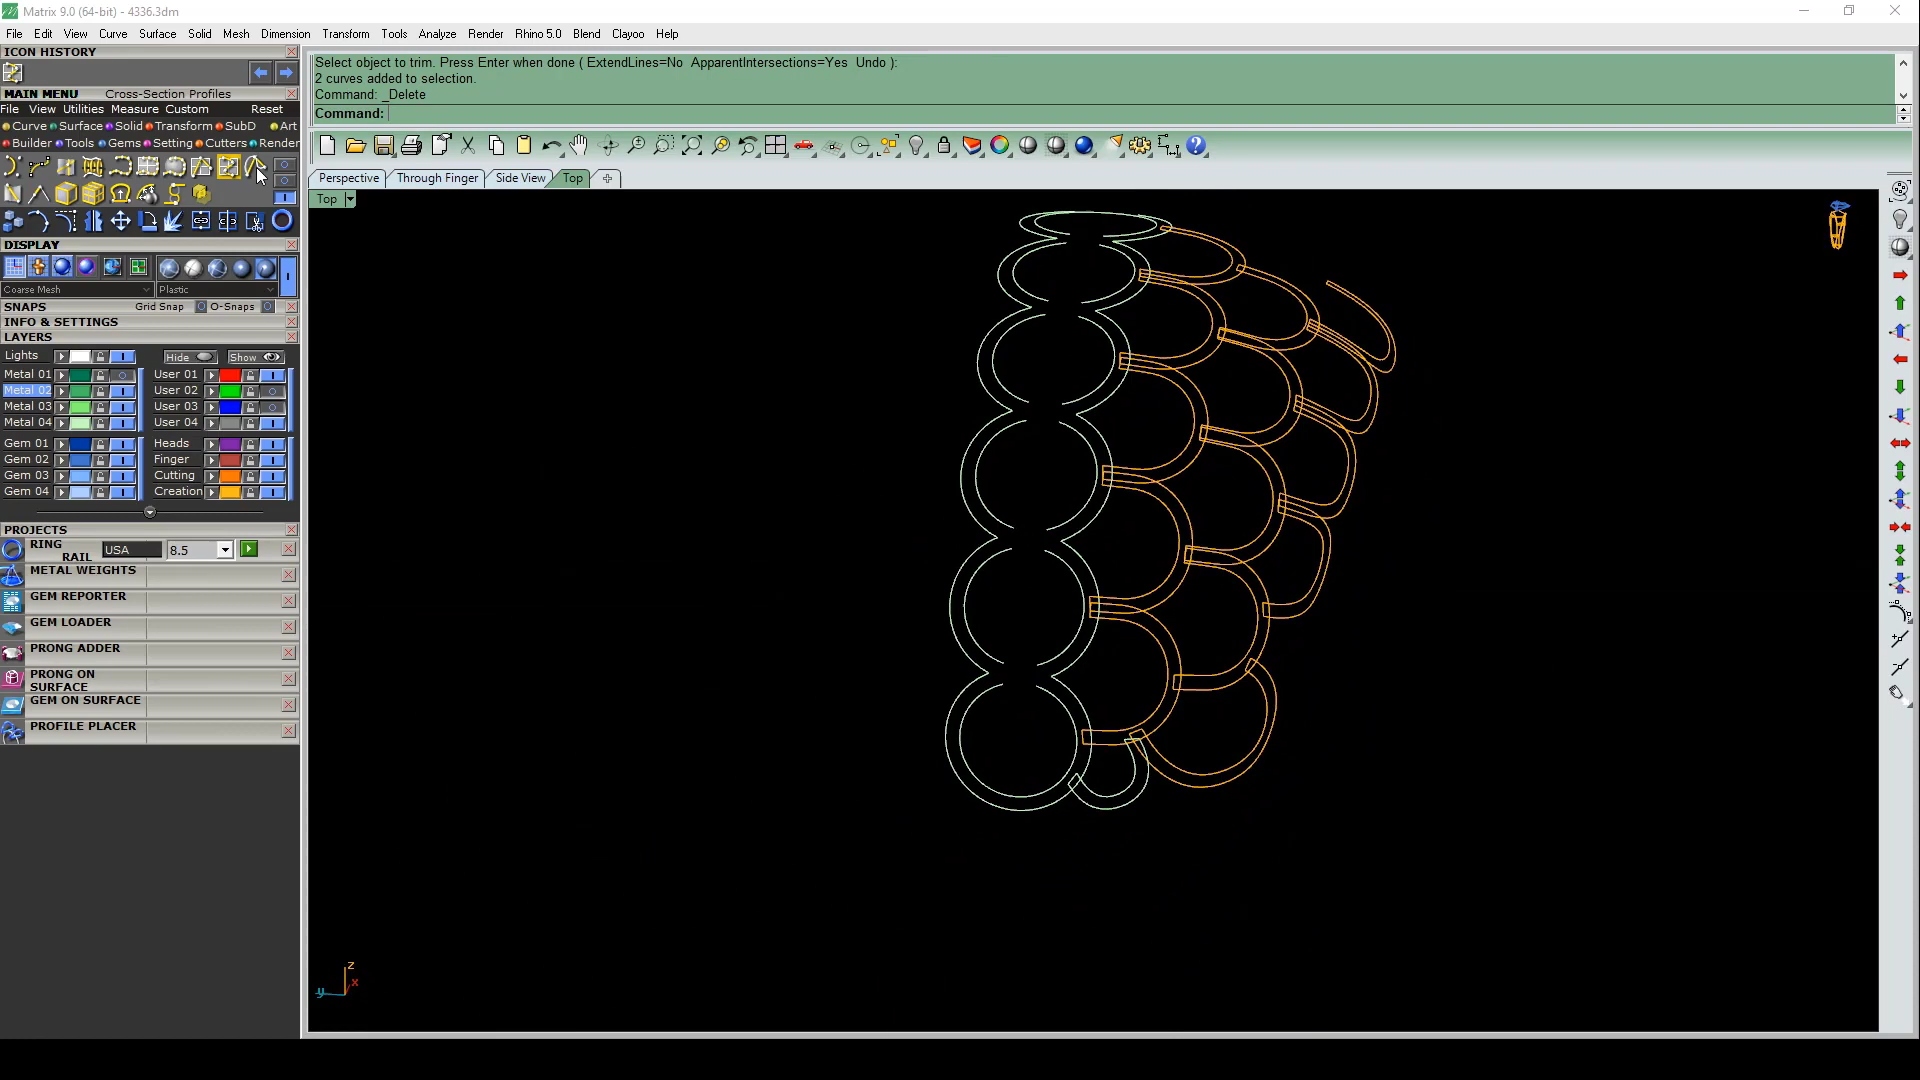 Matrix 9.0 (64-bit) - 4336.3dm
File Edit View Curve Surface Solid Mesh Dimension Transform Tools Analyze Render Rhino 5.0 Blend Clayoo Help
ICON HISTORY
Select object to trim. Press Enter when done ( ExtendLines=No ApparentIntersections=Yes Undo ):
2 curves added to selection.
Command: _Delete
Command:
MAIN MENU Cross-Section Profiles
File View Utilities Measure Custom Reset
Curve Surface Solid Transform SubD Art
Builder Tools Gems Setting Cutters Render
Perspective Through Finger Side View Top
Top
DISPLAY
Coarse Mesh Plastic
SNAPS Grid Snap O-Snaps
INFO & SETTINGS
LAYERS
Lights Hide Show
Metal 01 User 01
Metal 02 User 02
Metal 03 User 03
Metal 04 User 04
Gem 01 Heads
Gem 02 Finger
Gem 03 Cutting
Gem 04 Creation
PROJECTS
RING RAIL USA 8.5
METAL WEIGHTS
GEM REPORTER
GEM LOADER
PRONG ADDER
PRONG ON SURFACE
GEM ON SURFACE
PROFILE PLACER
z
x
y